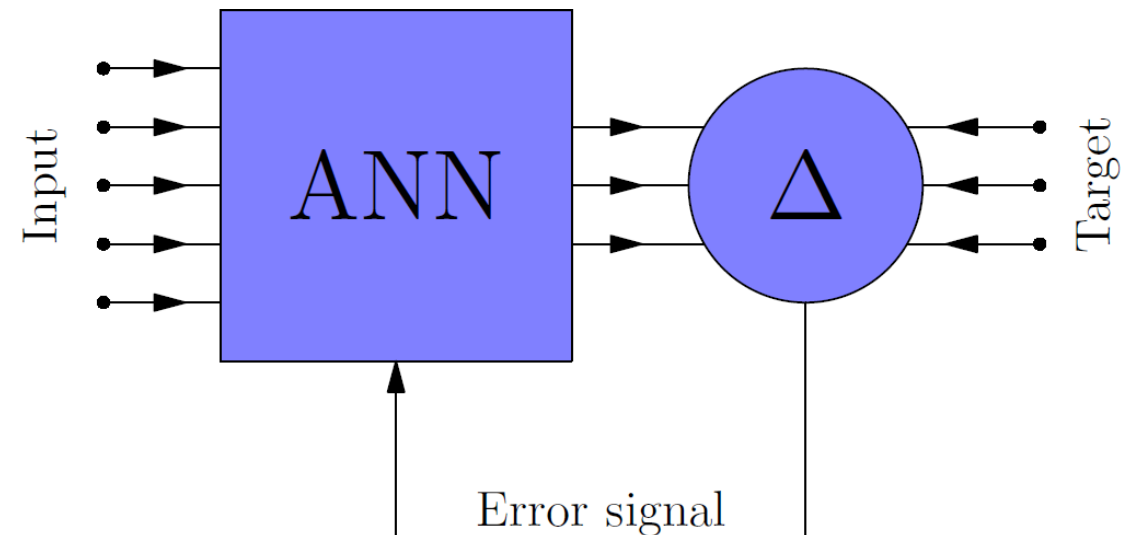 Input
ANN
Δ
Target
Error signal